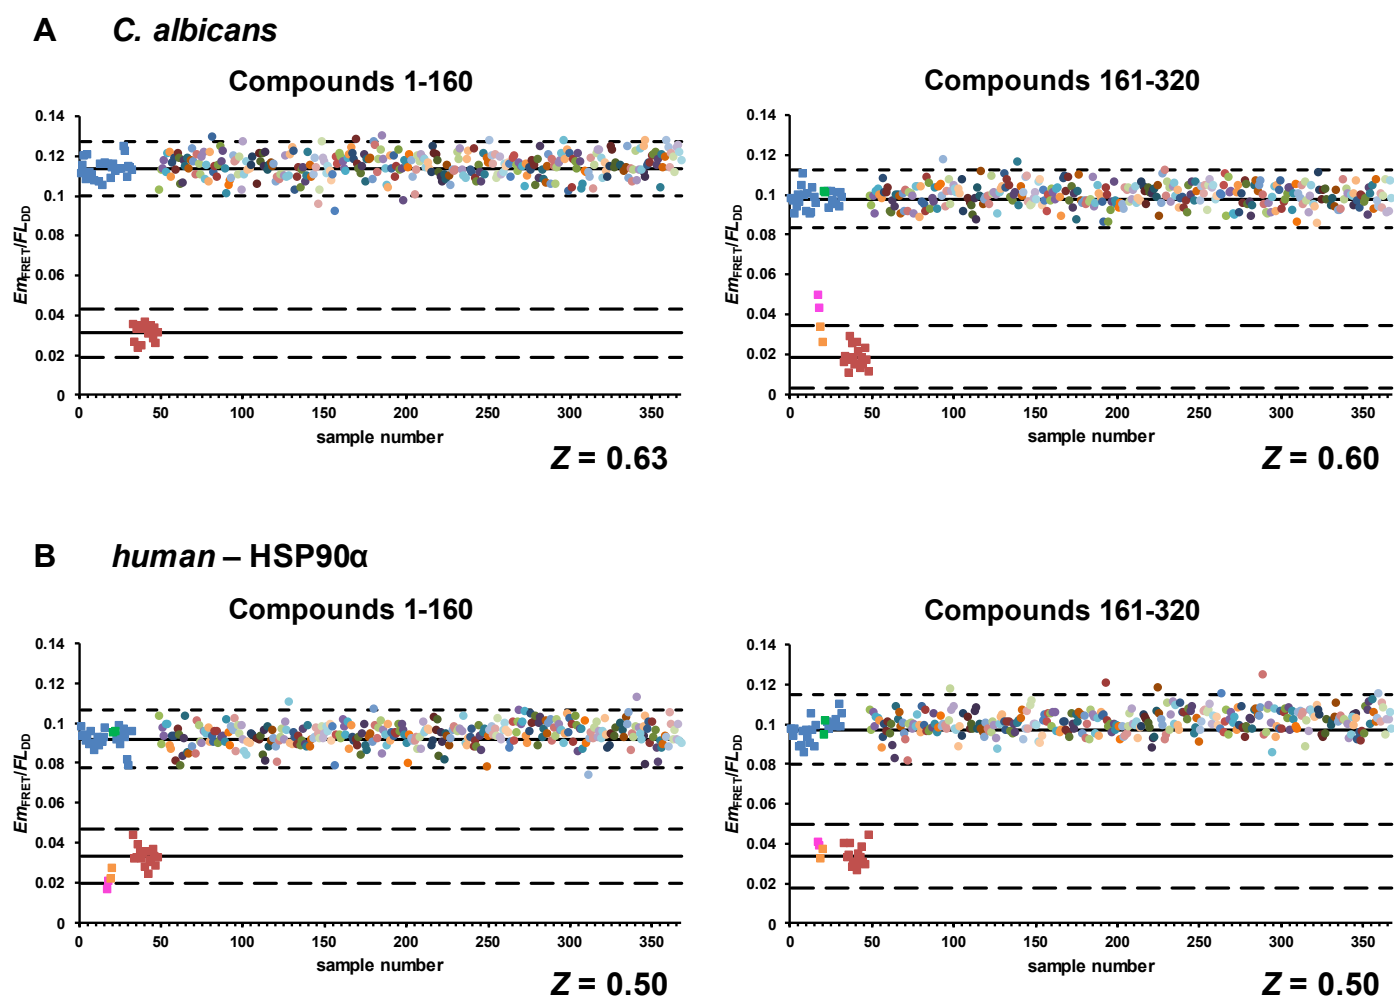 A C. albicans
Compounds 1-160
Compounds 161-320
EmFRET/FLDD
0.14
0.12
0.1
0.08
0.06
0.04
0.02
0
0 50 100 150 200 250 300 350
sample number
Z = 0.63
EmFRET/FLDD
0.14
0.12
0.1
0.08
0.06
0.04
0.02
0
0 50 100 150 200 250 300 350
sample number
Z = 0.60
B human – HSP90α
Compounds 1-160
Compounds 161-320
EmFRET/FLDD
0.14
0.12
0.1
0.08
0.06
0.04
0.02
0
0 50 100 150 200 250 300 350
sample number
Z = 0.50
EmFRET/FLDD
0.14
0.12
0.1
0.08
0.06
0.04
0.02
0
0 50 100 150 200 250 300 350
sample number
Z = 0.50